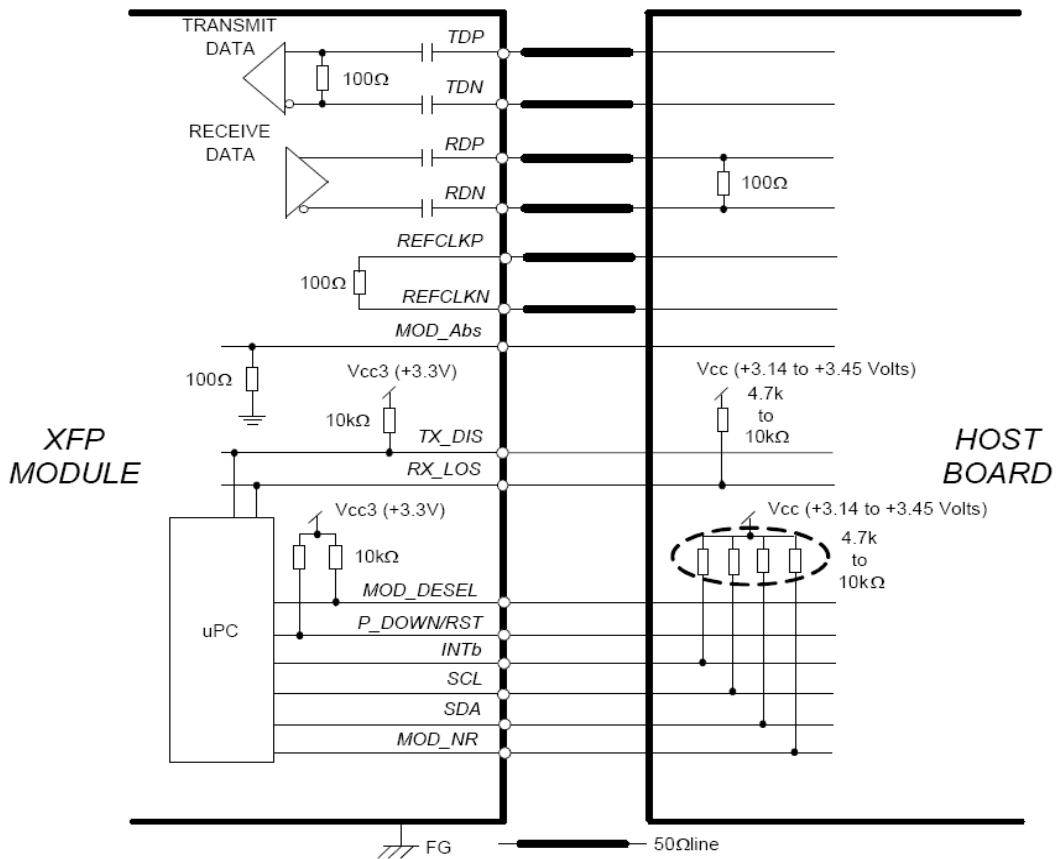 TRANSMIT
DATA
TDP
100Ω
TDN
RECEIVE
DATA
RDP
100Ω
RDN
REFCLKP
100Ω
REFCLKN
MOD_Abs
100Ω
Vcc3 (+3.3V)
10kΩ
Vcc (+3.14 to +3.45 Volts)
4.7k
to
10kΩ
TX_DIS
RX_LOS
XFP
MODULE
HOST
BOARD
Vcc3 (+3.3V)
10kΩ
Vcc (+3.14 to +3.45 Volts)
4.7k
to
10kΩ
MOD_DESEL
P_DOWN/RST
uPC
INTb
SCL
SDA
MOD_NR
FG
50Ωline